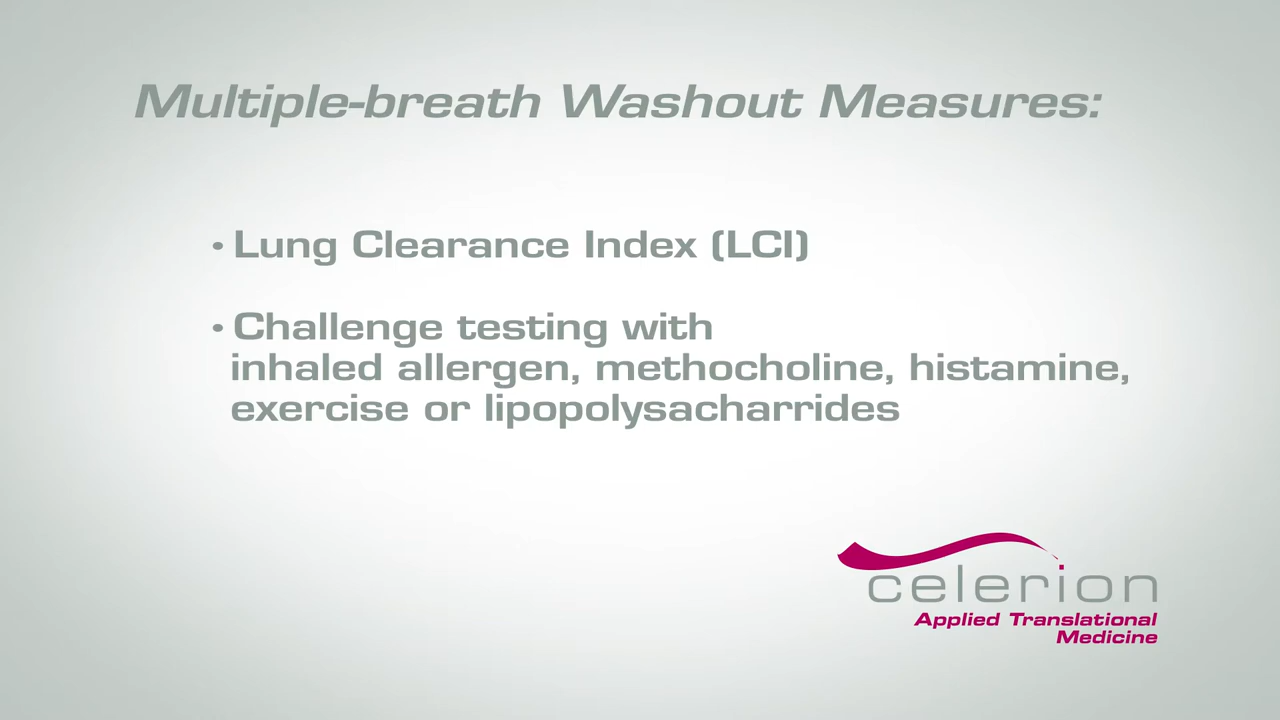 Multiple-breath Washout Measures:
• Lung Clearance Index (LCI)
• Challenge testing with
inhaled allergen, methocholine, histamine,
exercise or lipopolysacharrides
celerion
Applied Translational
Medicine